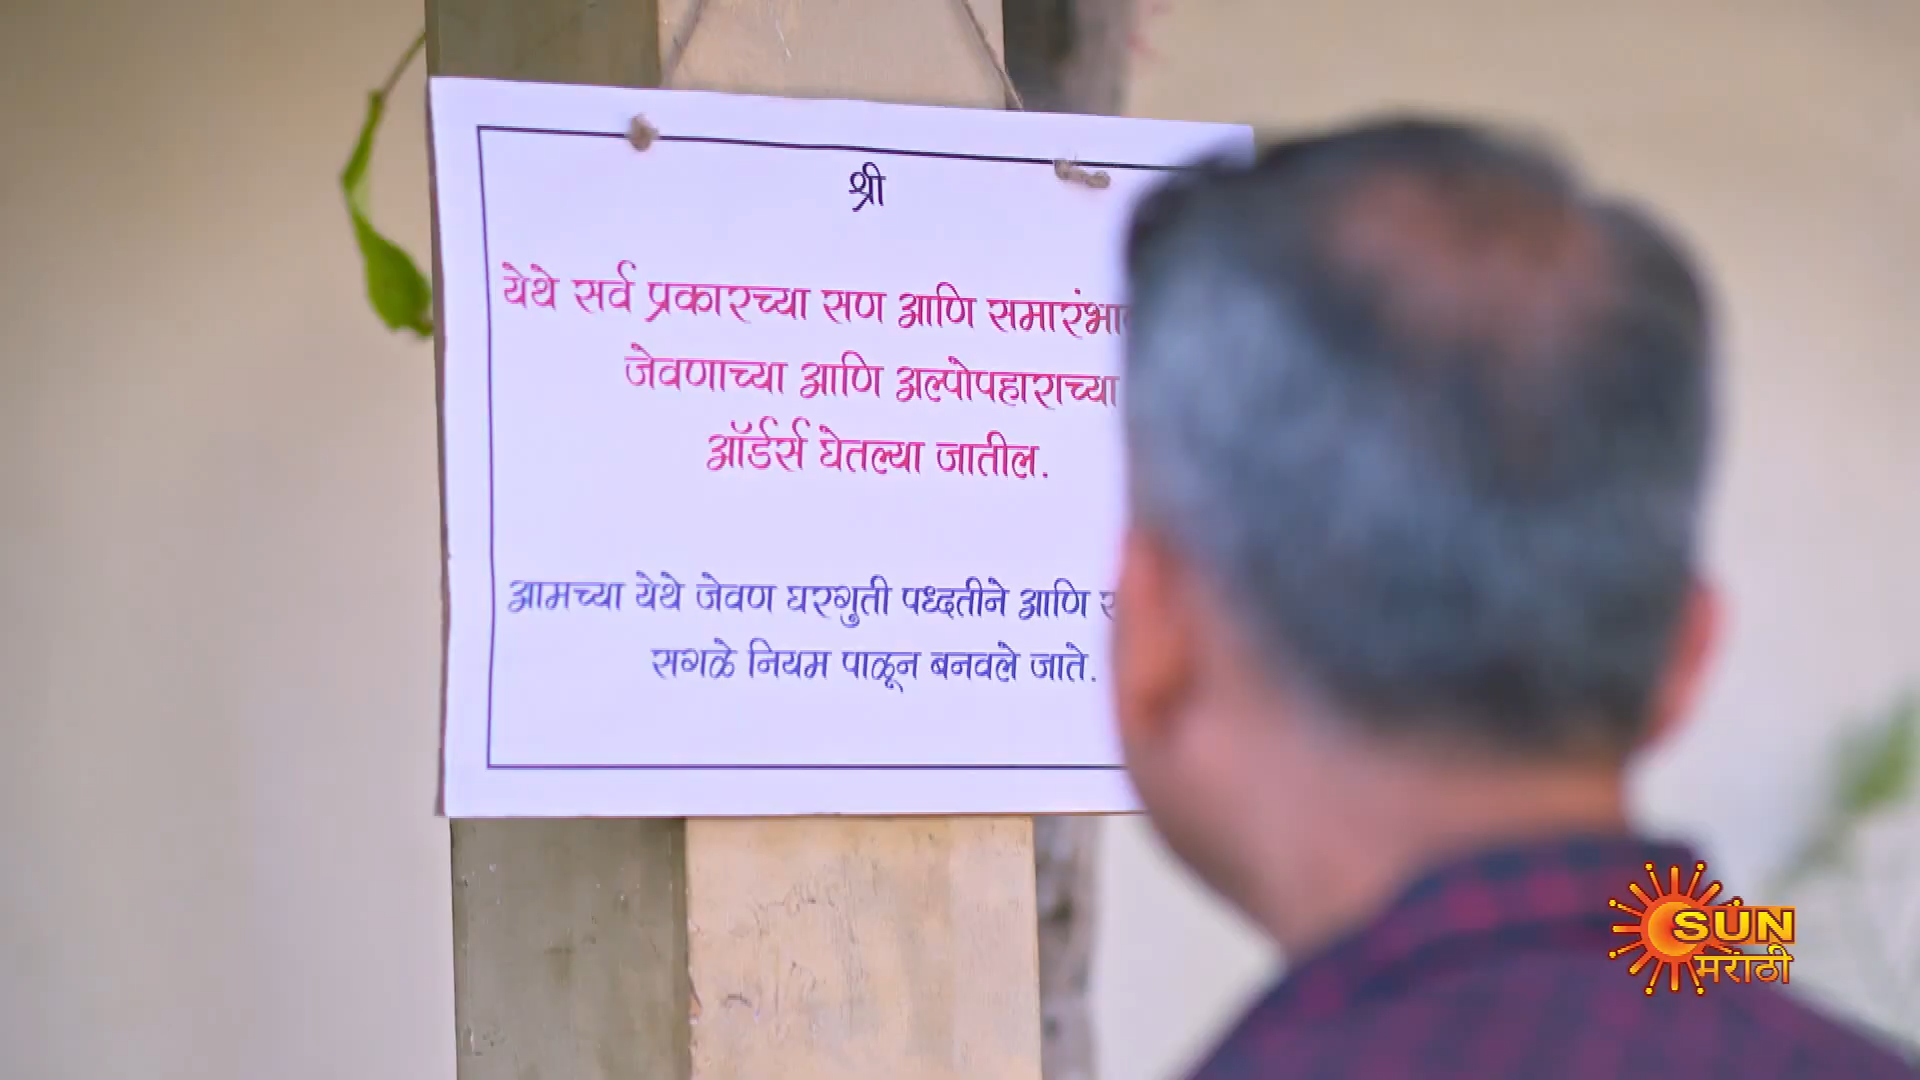 श्री
येथे सर्व प्रकारच्या सण आणि
जेवणाच्या आणि अल्पोपहाराच्या
ऑर्डर्स घेतल्या जातील.
आमच्या येथे जेवण घरगुती पध्दतीने आणि
सगळे नियम पाळून बनवले जाते.
SUN
मराठी